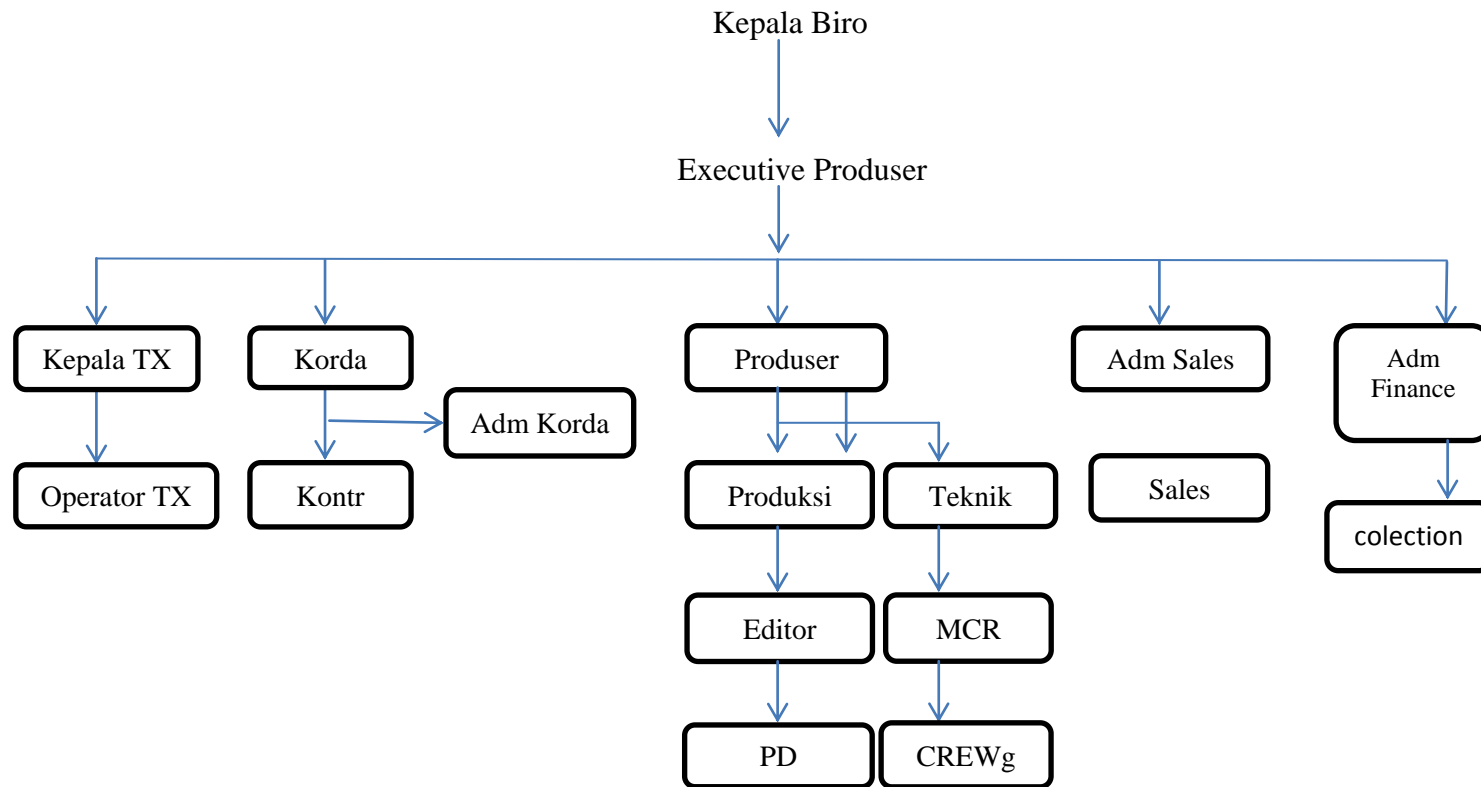 Kepala Biro
Executive Produser
Kepala TX
Korda
Produser
Adm Sales
Adm
Finance
Adm Korda
Operator TX
Kontr
Produksi
Teknik
Sales
colection
Editor
MCR
PD
CREWg